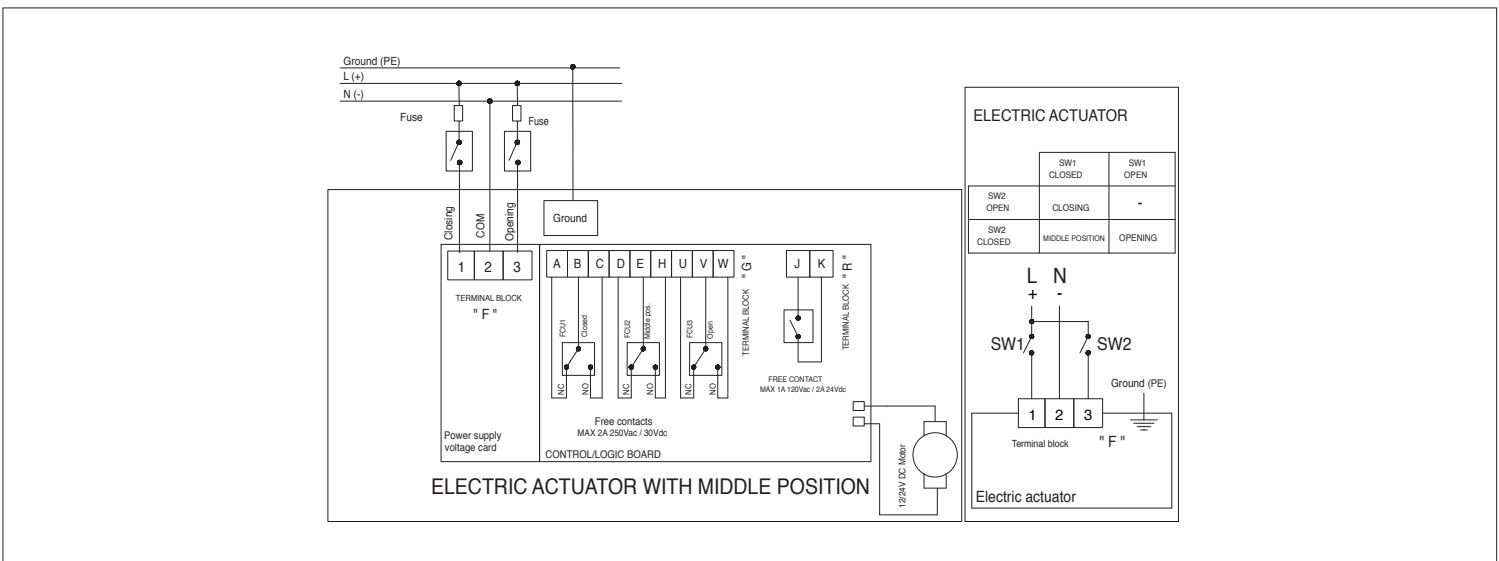 Ground (PE)
L (+)
N (-)
Fuse
Fuse
Closing
COM
Opening
Ground
1 2 3
TERMINAL BLOCK
" F "
A B C D E H U V W
TERMINAL BLOCK " G "
J K
TERMINAL BLOCK " R "
FCU1
Closed
FCU2
Middle pos.
FCU3
Open
NC
NO
NC
NO
NC
NO
FREE CONTACT
MAX 1A 120Vac / 2A 24Vdc
Free contacts
MAX 2A 250Vac / 30Vdc
Power supply
voltage card
CONTROL/LOGIC BOARD
12/24V DC Motor
ELECTRIC ACTUATOR WITH MIDDLE POSITION
ELECTRIC ACTUATOR
SW1
CLOSED
SW1
OPEN
SW2
OPEN
CLOSING
-
SW2
CLOSED
MIDDLE POSITION
OPENING
L N
+ -
SW1
SW2
Ground (PE)
1 2 3
Terminal block " F "
Electric actuator